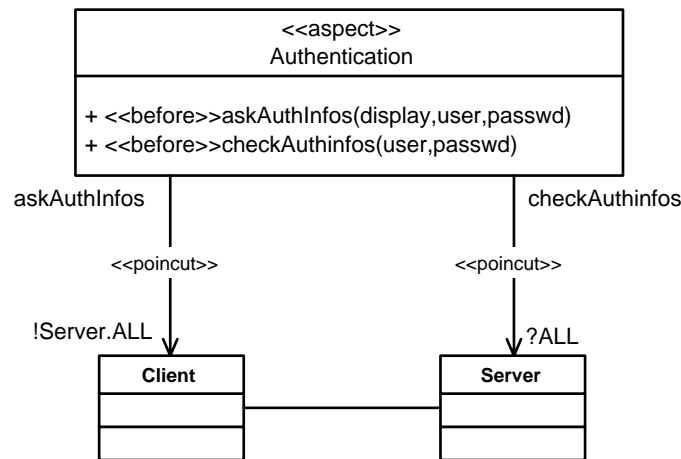 <<aspect>>
Authentication
+ <<before>>askAuthInfos(display,user,passwd)
+ <<before>>checkAuthinfos(user,passwd)
askAuthInfos
checkAuthinfos
<<poincut>>
<<poincut>>
!Server.ALL
?ALL
Client
Server